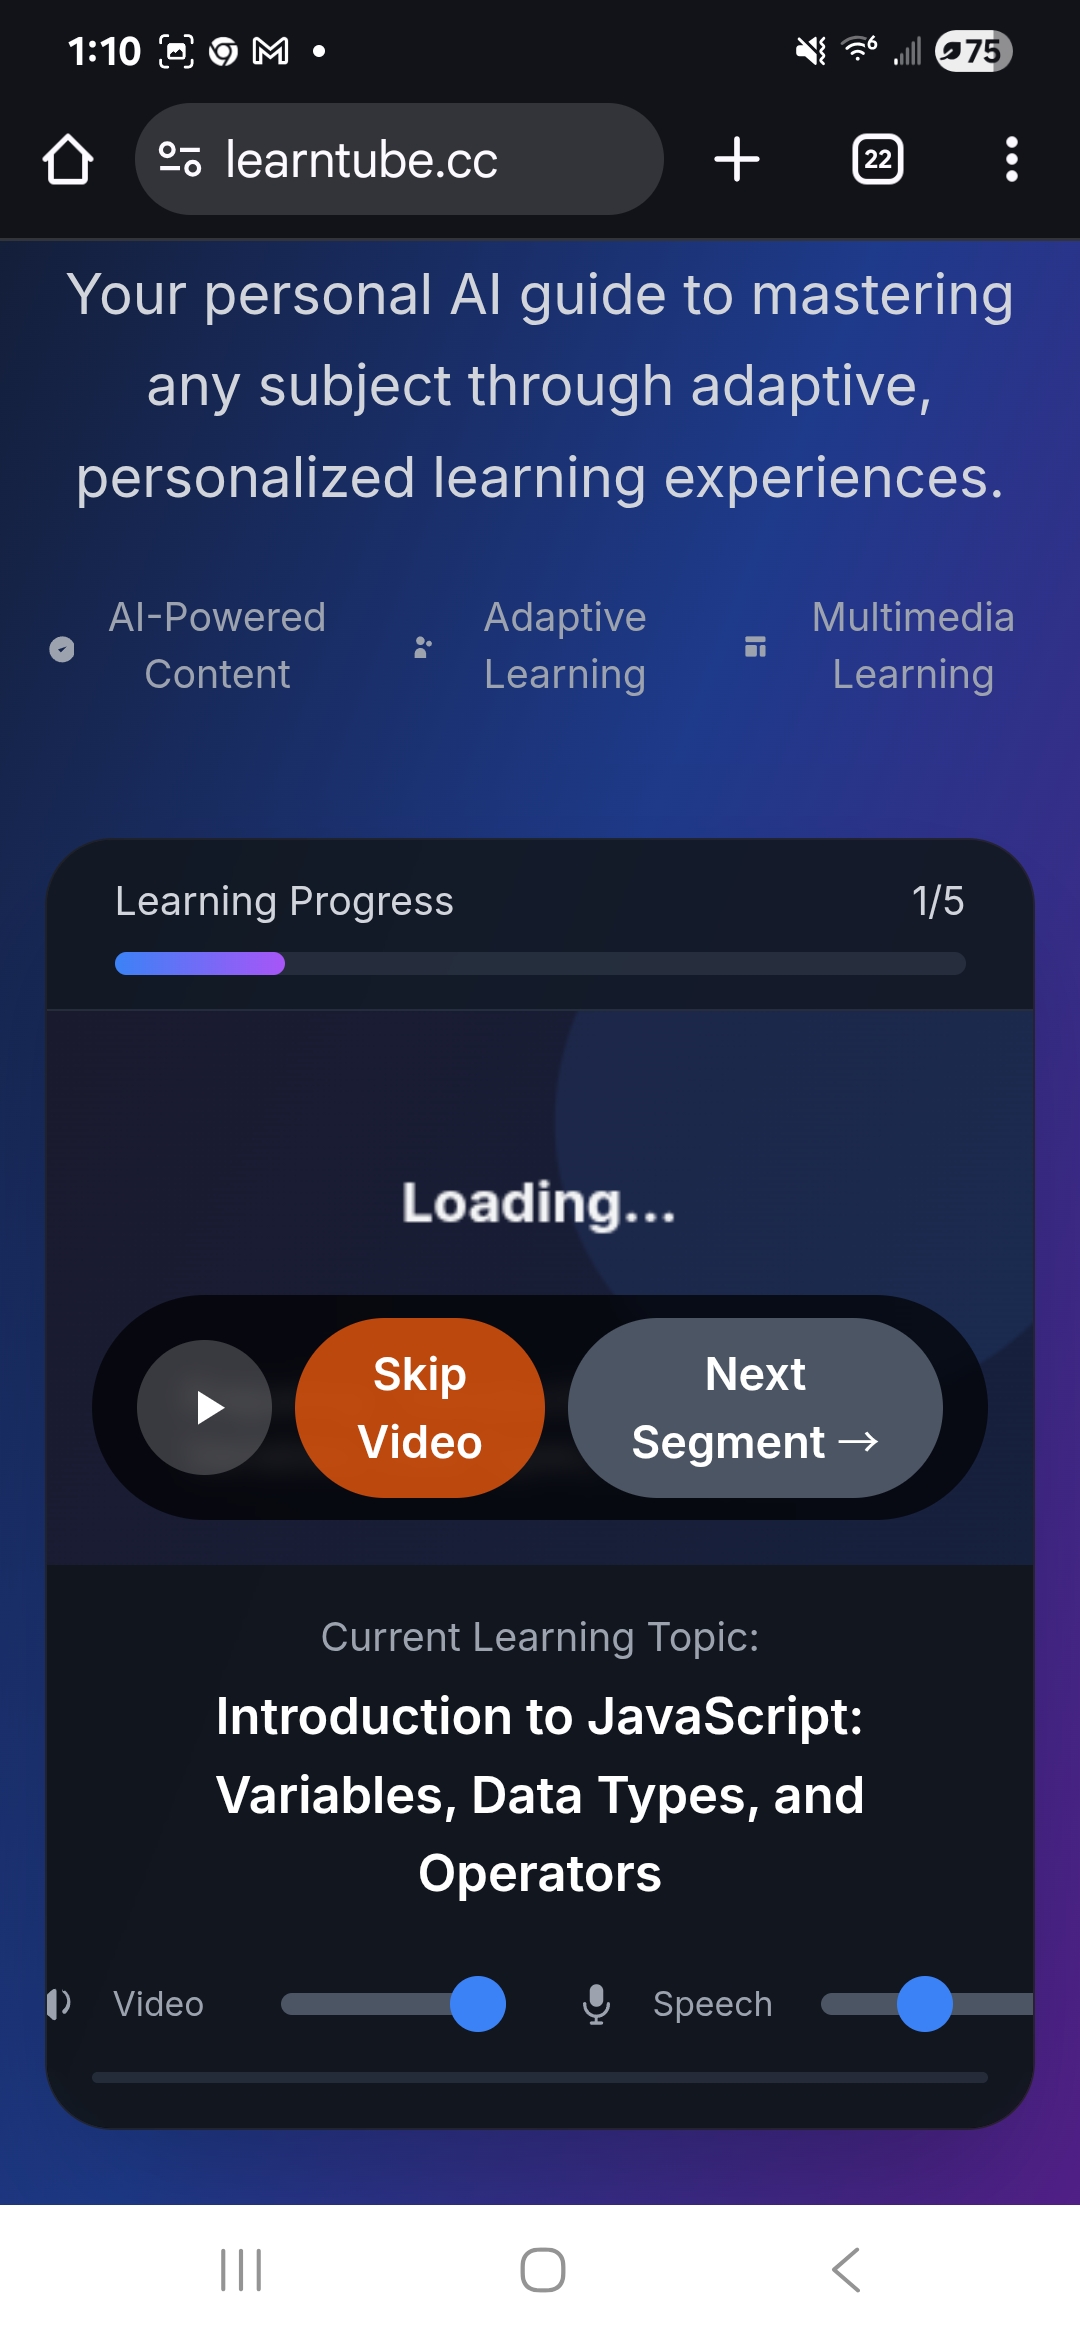 1:10
6
75
learntube.cc
22
Your personal AI guide to mastering
any subject through adaptive,
personalized learning experiences.
AI-Powered
Content
Adaptive
Learning
Multimedia
Learning
Learning Progress
1/5
Loading...
Skip
Video
Next
Segment →
Current Learning Topic:
Introduction to JavaScript:
Variables, Data Types, and
Operators
Video
Speech